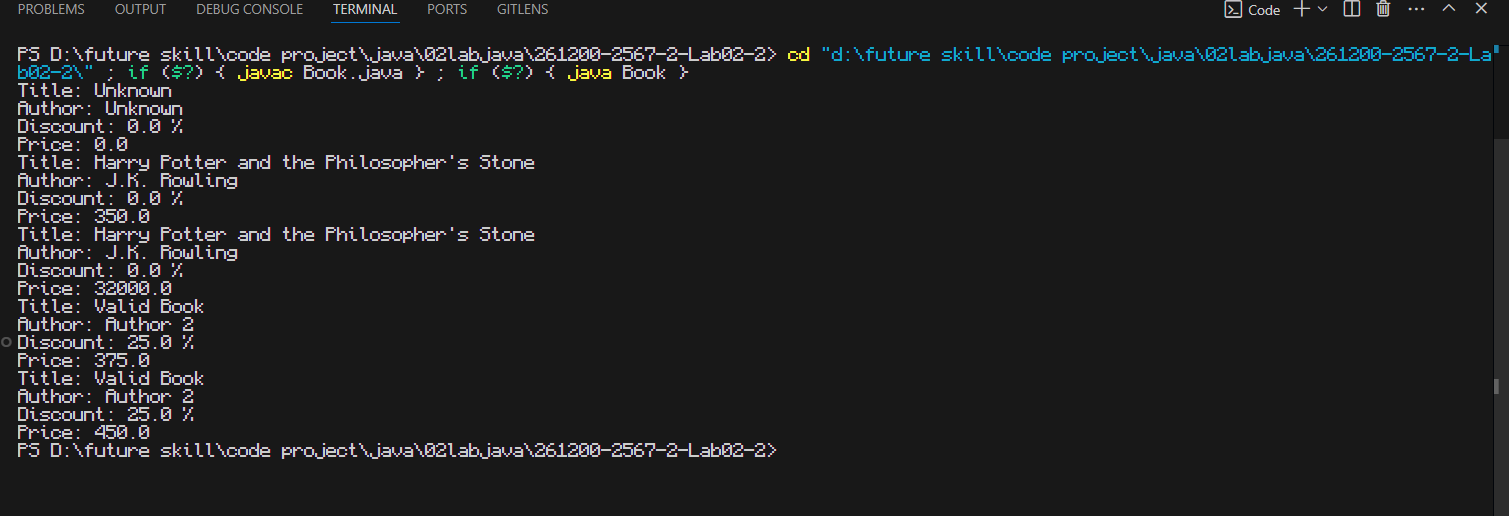 PROBLEMS OUTPUT DEBUG CONSOLE TERMINAL PORTS GITLENS Code
PS D:\future skill\code project\java\02labjava\261200-2567-2-Lab02-2> cd "d:\future skill\code project\java\02labjava\261200-2567-2-La
b02-2\" ; if ($?) { javac Book.java } ; if ($?) { java Book }
Title: Unknown
Author: Unknown
Discount: 0.0 %
Price: 0.0
Title: Harry Potter and the Philosopher's Stone
Author: J.K. Rowling
Discount: 0.0 %
Price: 350.0
Title: Harry Potter and the Philosopher's Stone
Author: J.K. Rowling
Discount: 0.0 %
Price: 32000.0
Title: Valid Book
Author: Author 2
Discount: 25.0 %
Price: 375.0
Title: Valid Book
Author: Author 2
Discount: 25.0 %
Price: 450.0
PS D:\future skill\code project\java\02labjava\261200-2567-2-Lab02-2>